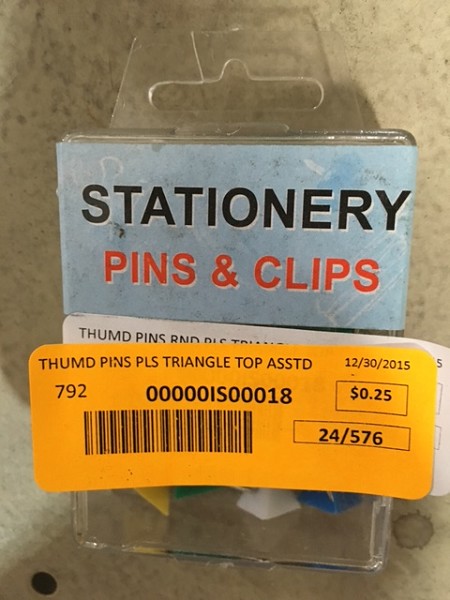 STATIONERY
PINS & CLIPS
THUMD PINS RND PLS
THUMD PINS PLS TRIANGLE TOP ASSTD 12/30/2015 5
792 00000IS00018 $0.25
24/576